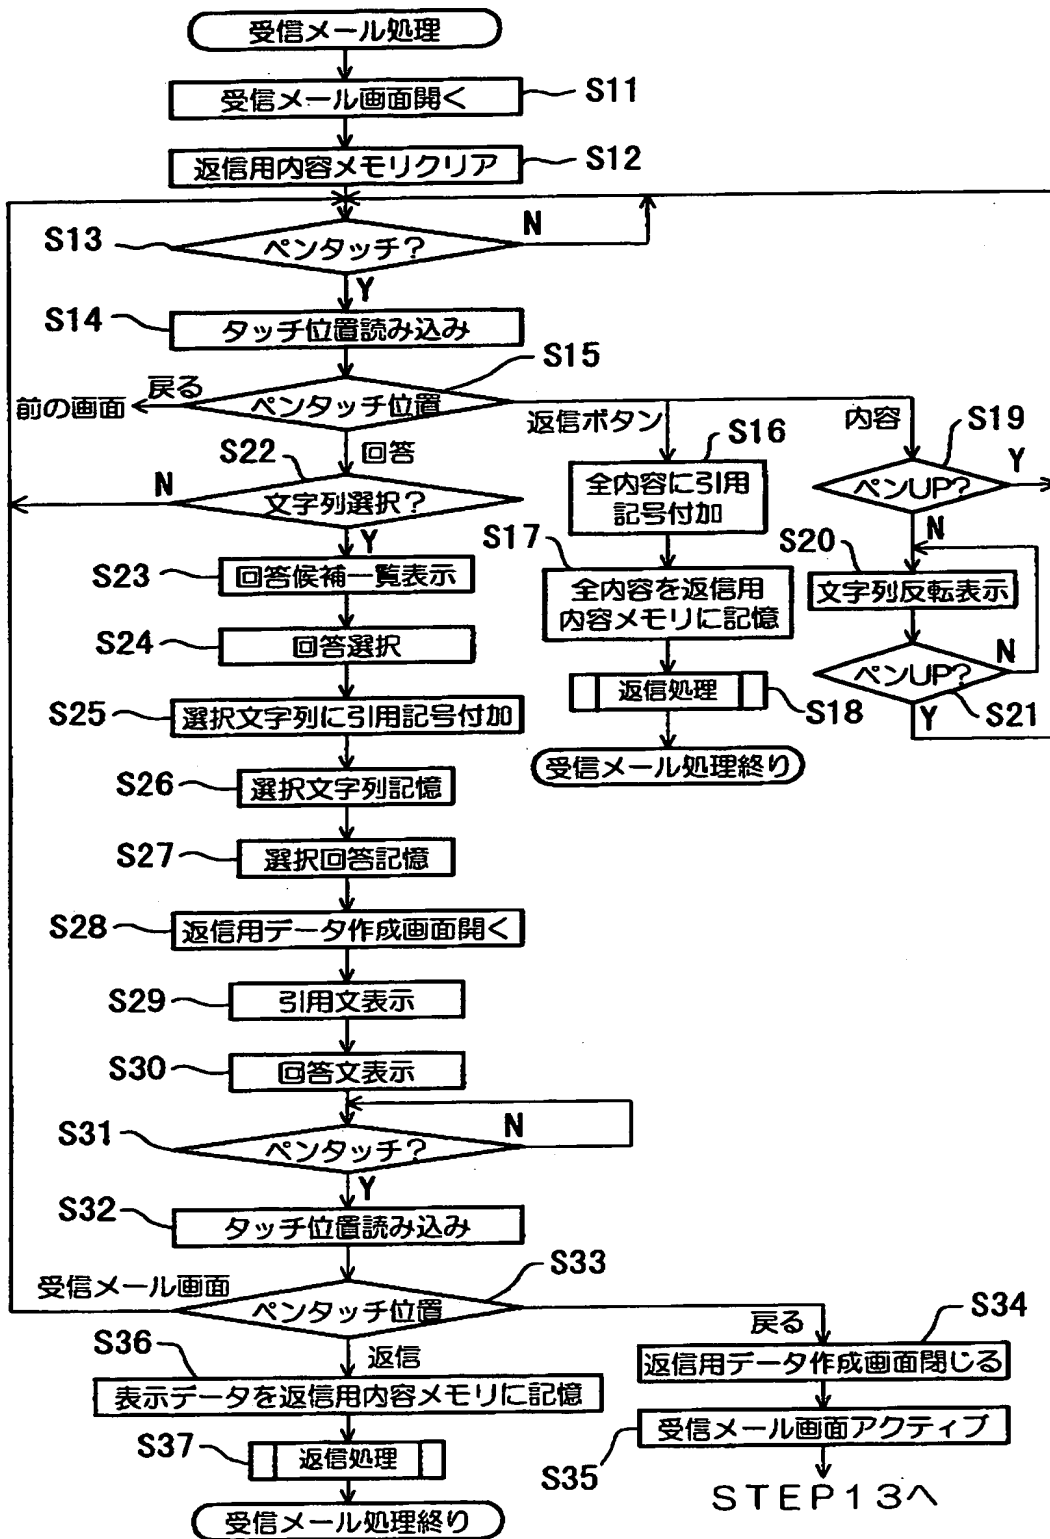 受信メール処理
受信メール画面開く
S11
返信用内容メモリクリア
S12
S13
ペンタッチ?
N
Y
S14
タッチ位置読み込み
S15
前の画面
戻る
ペンタッチ位置
返信ボタン
内容
回答
S16
全内容に引用
記号付加
S17
全内容を返信用
内容メモリに記憶
返信処理
S18
受信メール処理終り
S19
ペンUP?
Y
N
S20
文字列反転表示
ペンUP?
N
Y
S21
S22
N
文字列選択?
Y
S23
回答候補一覧表示
S24
回答選択
S25
選択文字列に引用記号付加
S26
選択文字列記憶
S27
選択回答記憶
S28
返信用データ作成画面開く
S29
引用文表示
S30
回答文表示
S31
ペンタッチ?
N
Y
S32
タッチ位置読み込み
S33
受信メール画面
ペンタッチ位置
戻る
返信
S34
返信用データ作成画面閉じる
受信メール画面アクティブ
S35
STEP13へ
S36
表示データを返信用内容メモリに記憶
S37
返信処理
受信メール処理終り